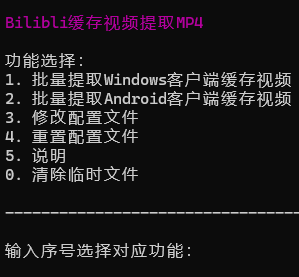 Bilibli缓存视频提取MP4
功能选择:
1. 批量提取Windows客户端缓存视频
2. 批量提取Android客户端缓存视频
3. 修改配置文件
4. 重置配置文件
5. 说明
0. 清除临时文件
--------------------------------
输入序号选择对应功能: